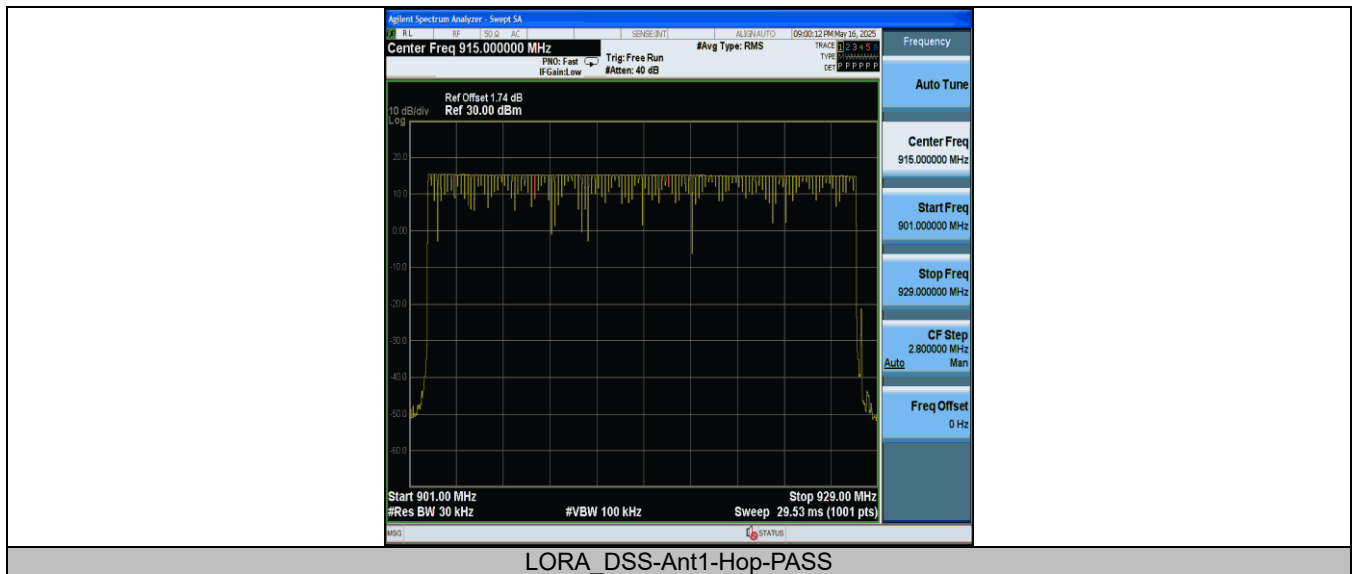 Agilent Spectrum Analyzer - Swept SA
RL RF 50 Ω AC SENSE:INT ALIGNAUTO 09:00:12 PM May 16, 2025
Center Freq 915.000000 MHz
#Avg Type: RMS
TRACE 1 2 3 4 5 6
PNO: Fast
Trig: Free Run
TYPE
IFGain:Low
#Atten: 40 dB
DET P P P P P P
Ref Offset 1.74 dB
10 dB/div Ref 30.00 dBm
Log
20.0
10.0
0.00
-10.0
-20.0
-30.0
-40.0
-50.0
-60.0
Start 901.00 MHz Stop 929.00 MHz
#Res BW 30 kHz #VBW 100 kHz Sweep 29.53 ms (1001 pts)
MSG STATUS
Frequency
Auto Tune
Center Freq
915.000000 MHz
Start Freq
901.000000 MHz
Stop Freq
929.000000 MHz
CF Step
2.800000 MHz
Auto Man
Freq Offset
0 Hz
LORA_DSS-Ant1-Hop-PASS